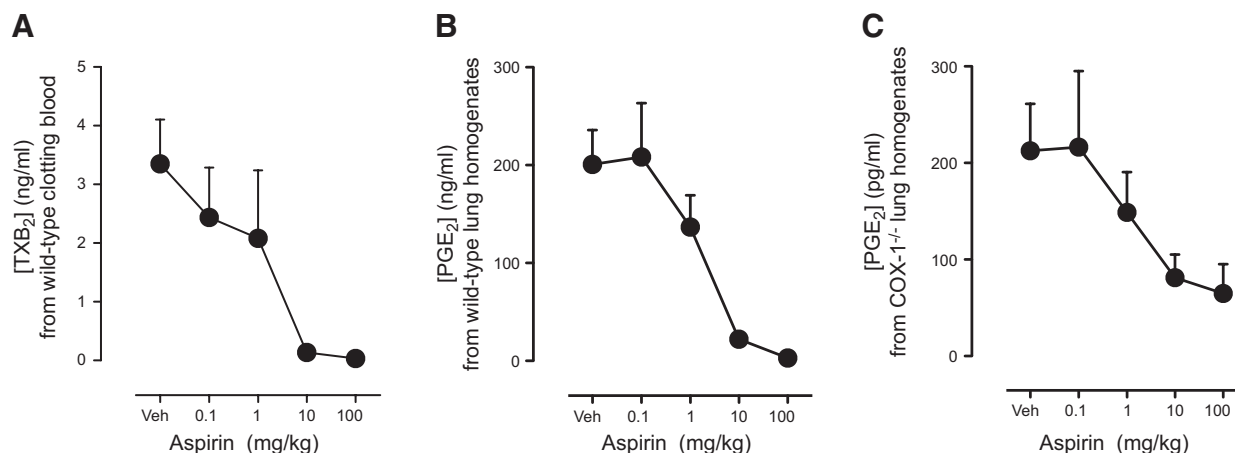 A
[TXB₂] (ng/ml)
from wild-type clotting blood
5
4
3
2
1
0
Veh 0.1 1 10 100
Aspirin (mg/kg)
B
[PGE₂] (ng/ml)
from wild-type lung homogenates
300
200
100
0
Veh 0.1 1 10 100
Aspirin (mg/kg)
C
[PGE₂] (pg/ml)
from COX-1⁻/⁻ lung homogenates
300
200
100
0
Veh 0.1 1 10 100
Aspirin (mg/kg)